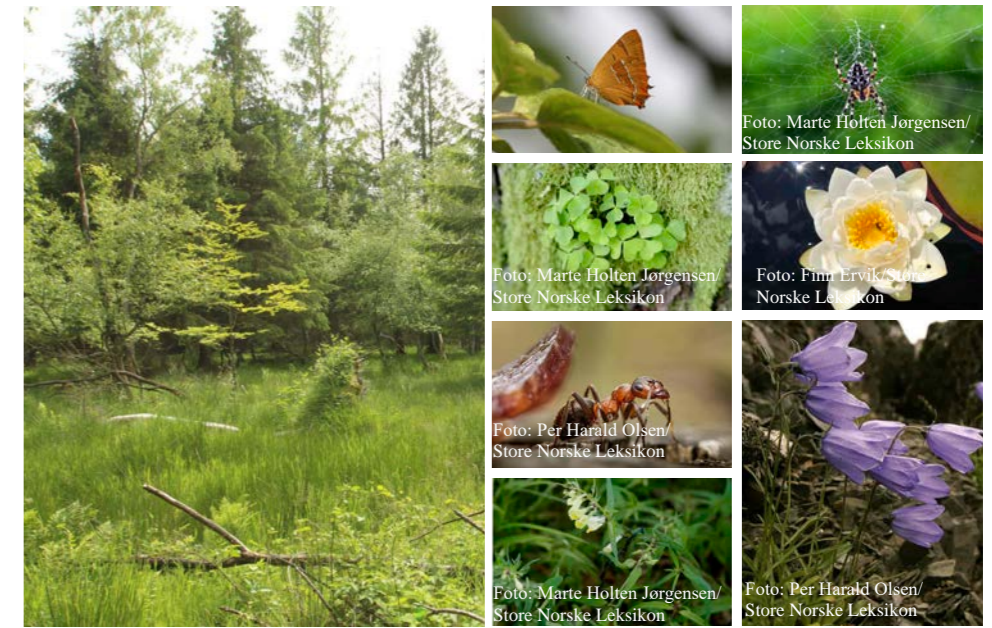 Foto: Marte Holten Jørgensen/
Store Norske Leksikon
Foto: Marte Holten Jørgensen/
Store Norske Leksikon
Foto: Finn Ervik/Store
Norske Leksikon
Foto: Per Harald Olsen/
Store Norske Leksikon
Foto: Marte Holten Jørgensen/
Store Norske Leksikon
Foto: Per Harald Olsen/
Store Norske Leksikon